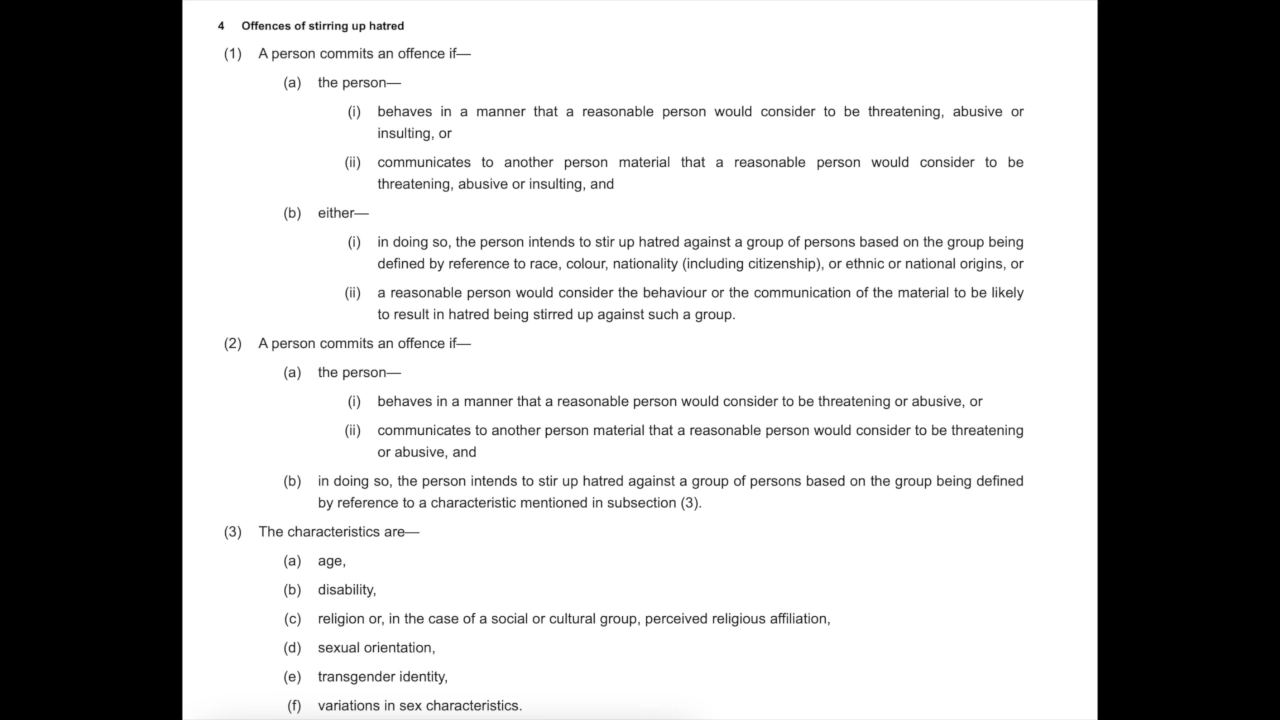 4 Offences of stirring up hatred
(1) A person commits an offence if—
(a) the person—
(i) behaves in a manner that a reasonable person would consider to be threatening, abusive or
insulting, or
(ii) communicates to another person material that a reasonable person would consider to be
threatening, abusive or insulting, and
(b) either—
(i) in doing so, the person intends to stir up hatred against a group of persons based on the group being
defined by reference to race, colour, nationality (including citizenship), or ethnic or national origins, or
(ii) a reasonable person would consider the behaviour or the communication of the material to be likely
to result in hatred being stirred up against such a group.
(2) A person commits an offence if—
(a) the person—
(i) behaves in a manner that a reasonable person would consider to be threatening or abusive, or
(ii) communicates to another person material that a reasonable person would consider to be threatening
or abusive, and
(b) in doing so, the person intends to stir up hatred against a group of persons based on the group being defined
by reference to a characteristic mentioned in subsection (3).
(3) The characteristics are—
(a) age,
(b) disability,
(c) religion or, in the case of a social or cultural group, perceived religious affiliation,
(d) sexual orientation,
(e) transgender identity,
(f) variations in sex characteristics.